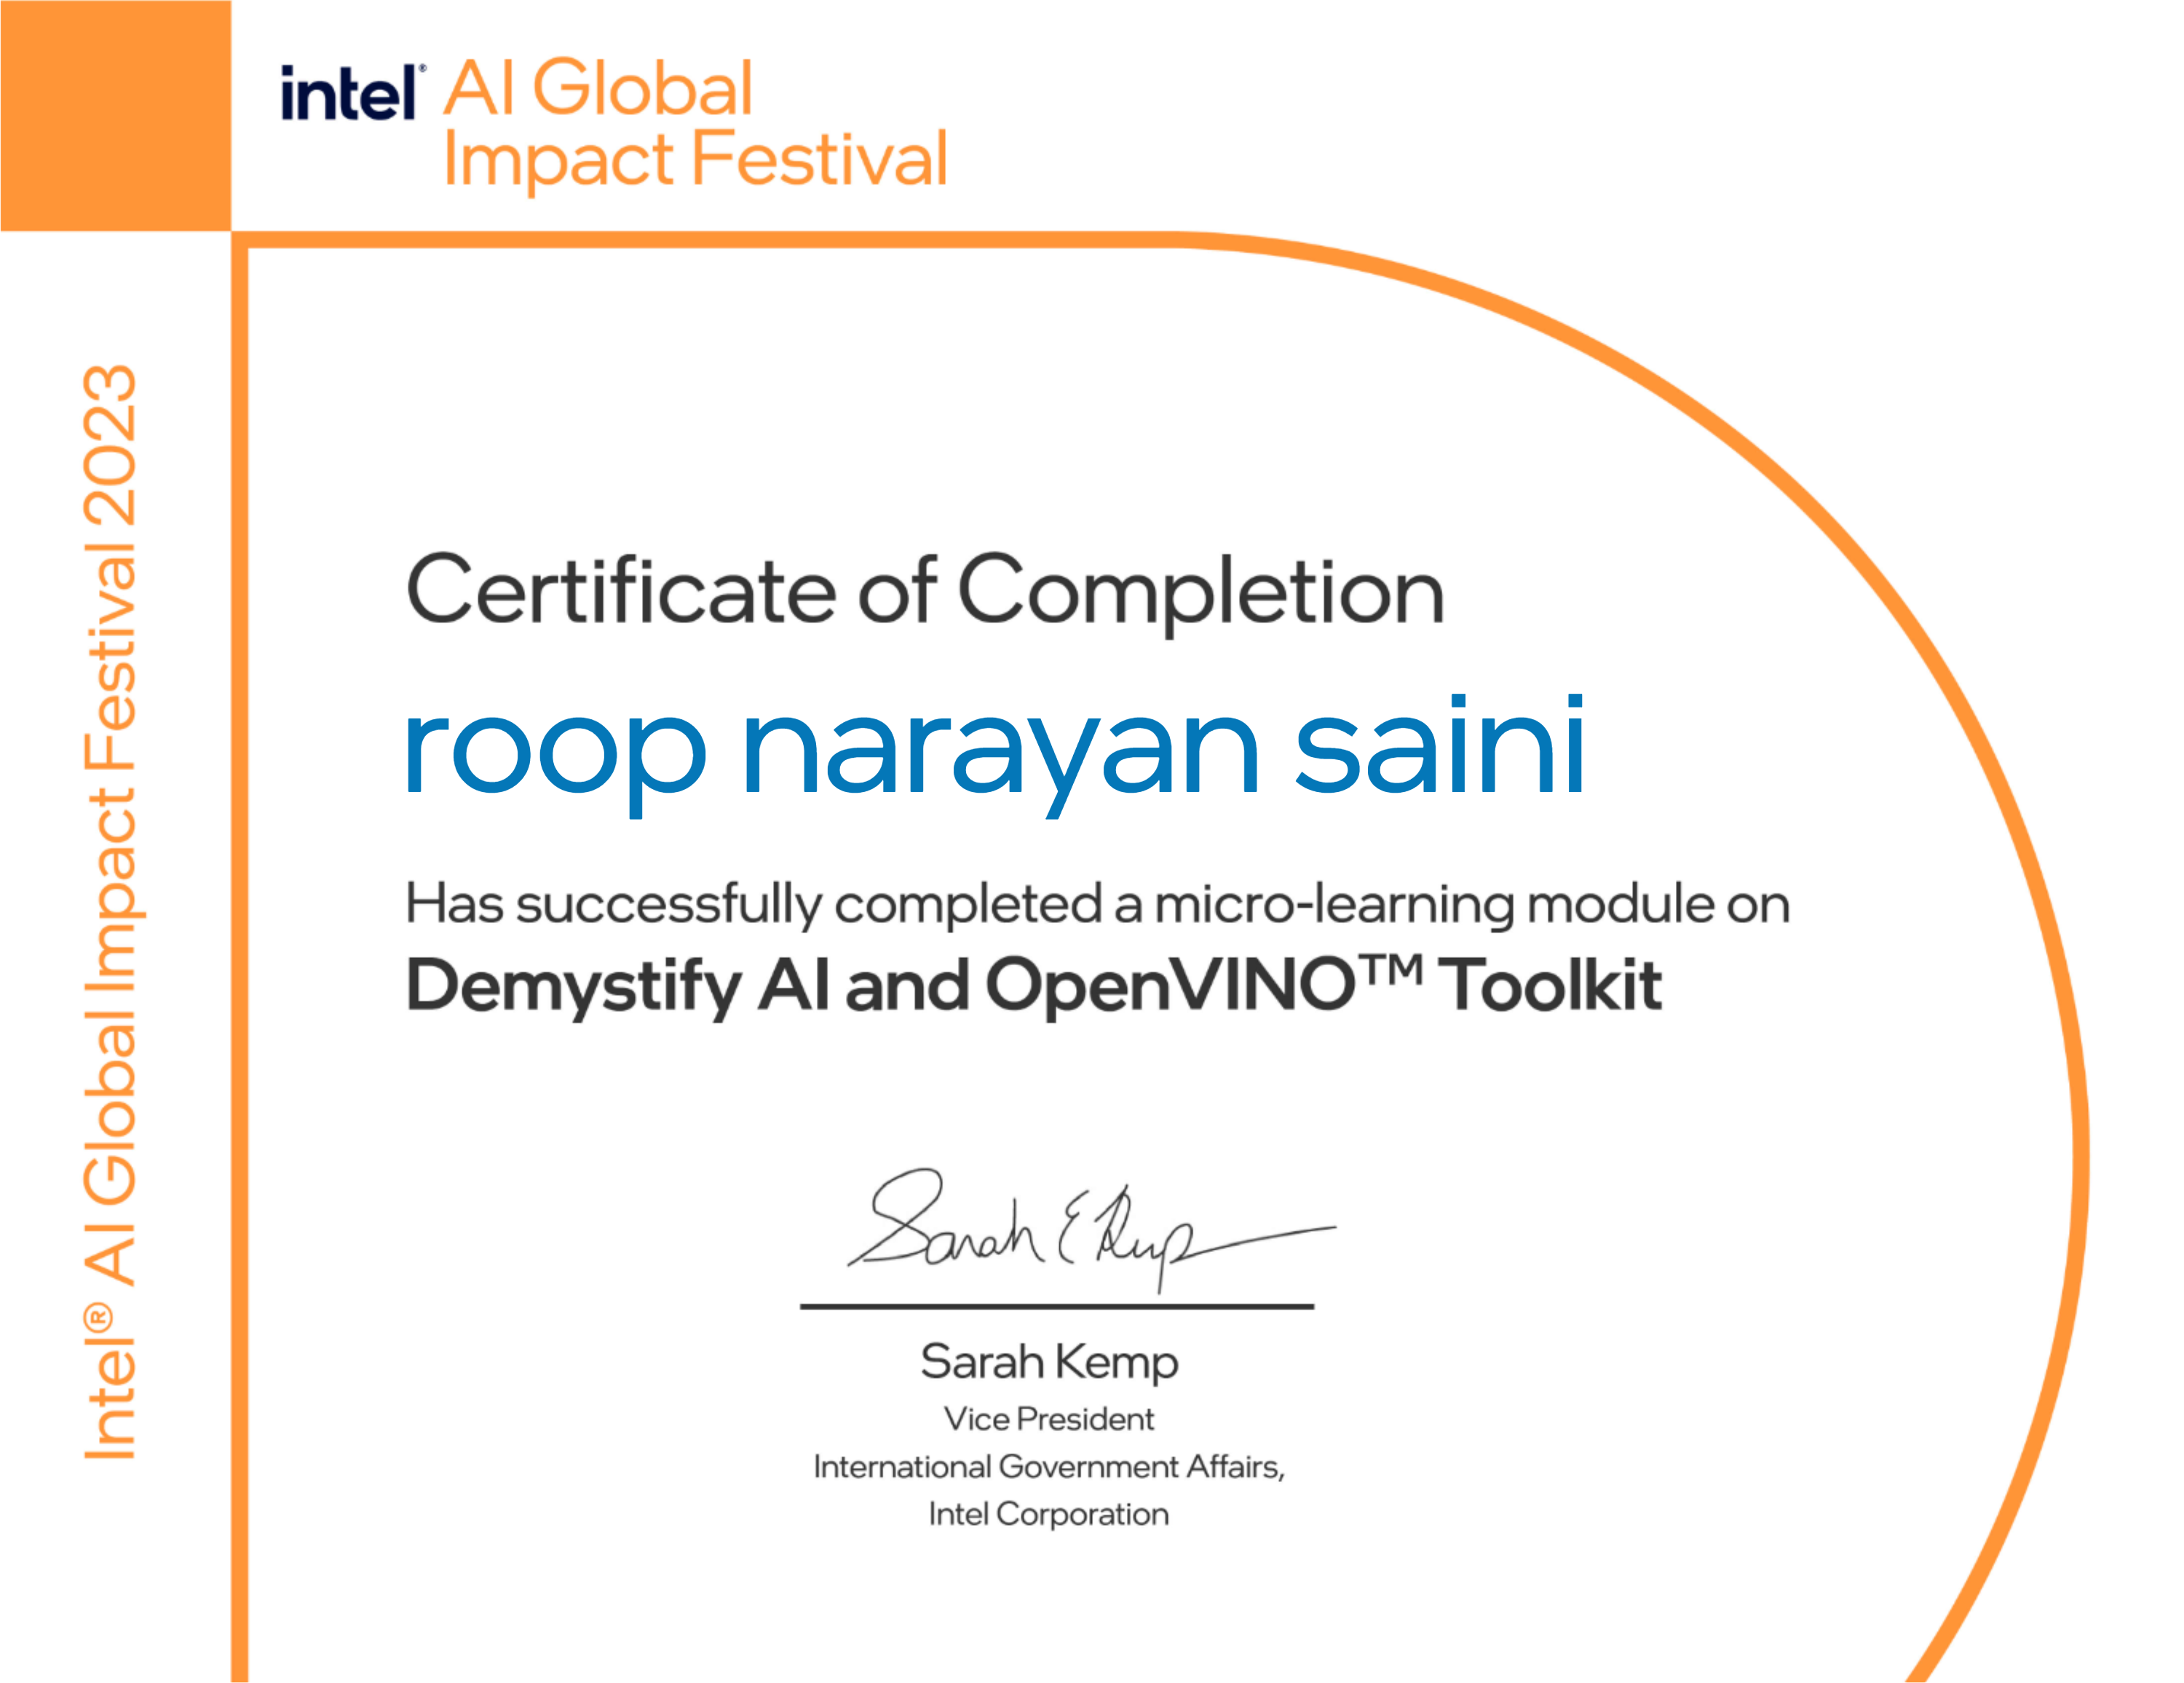 intel® AI Global
Impact Festival
Intel® AI Global Impact Festival 2023
Certificate of Completion
roop narayan saini
Has successfully completed a micro-learning module on
Demystify AI and OpenVINO™ Toolkit
Sarah E Kemp
Sarah Kemp
Vice President
International Government Affairs,
Intel Corporation